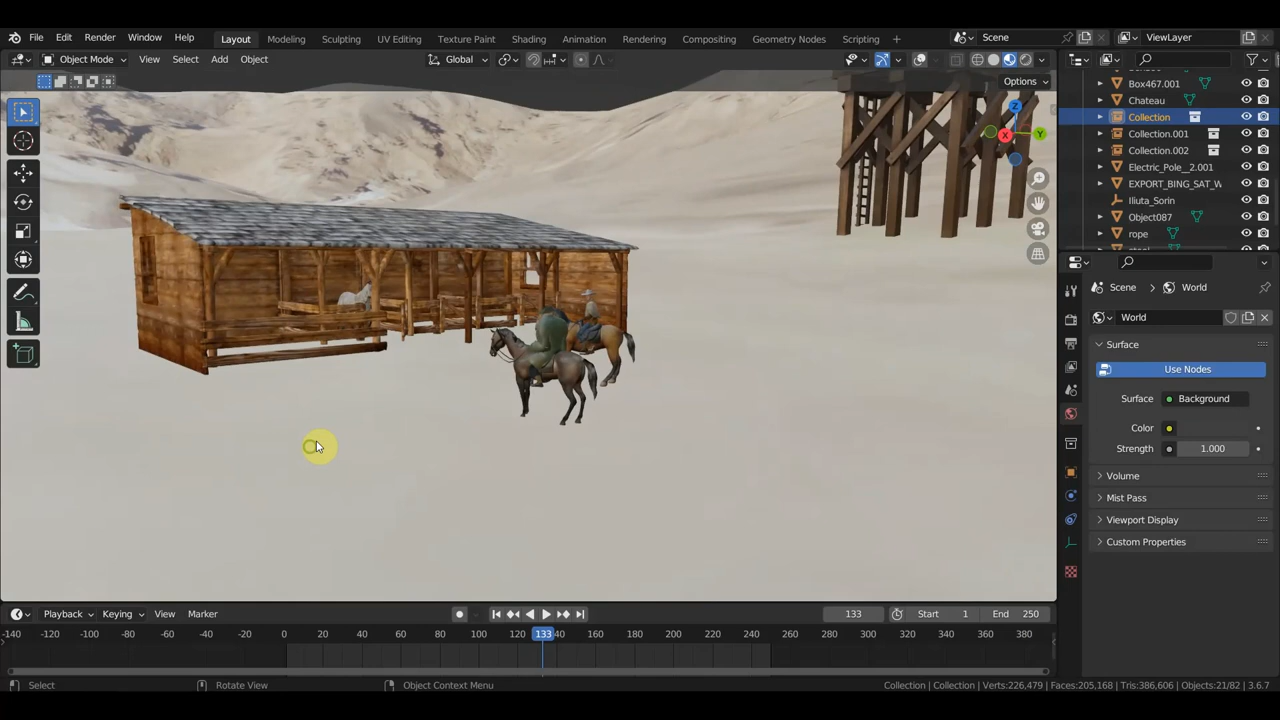 File Edit Render Window Help Layout Modeling Sculpting UV Editing Texture Paint Shading Animation Rendering Compositing Geometry Nodes Scripting + Scene ViewLayer
Object Mode View Select Add Object Global
Options
Box467.001
Chateau
Collection
Collection.001
Collection.002
Electric_Pole__2.001
EXPORT_BING_SAT_W
Iliuta_Sorin
Object087
rope
Z
X
Y
Scene > World
World
Surface
Use Nodes
Surface Background
Color
Strength 1.000
Volume
Mist Pass
Viewport Display
Custom Properties
Playback Keying View Marker 133 Start 1 End 250
-140 -120 -100 -80 -60 -40 -20 0 20 40 60 80 100 120 133 140 160 180 200 220 240 260 280 300 320 340 360 380
Select Rotate View Object Context Menu Collection | Collection | Verts:226,479 | Faces:205,168 | Tris:386,606 | Objects:21/82 | 3.6.7